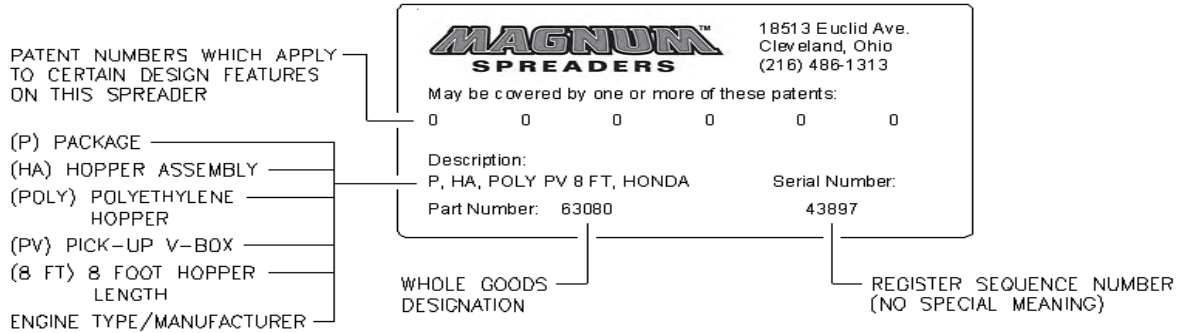 MAGNUM™
SPREADERS
18513 Euclid Ave.
Cleveland, Ohio
(216) 486-1313
PATENT NUMBERS WHICH APPLY
TO CERTAIN DESIGN FEATURES
ON THIS SPREADER
May be covered by one or more of these patents:
0 0 0 0 0 0
(P) PACKAGE
(HA) HOPPER ASSEMBLY
(POLY) POLYETHYLENE
HOPPER
(PV) PICK-UP V-BOX
(8 FT) 8 FOOT HOPPER
LENGTH
ENGINE TYPE/MANUFACTURER
Description:
P, HA, POLY PV 8 FT, HONDA
Serial Number:
Part Number: 63080
43897
WHOLE GOODS
DESIGNATION
REGISTER SEQUENCE NUMBER
(NO SPECIAL MEANING)